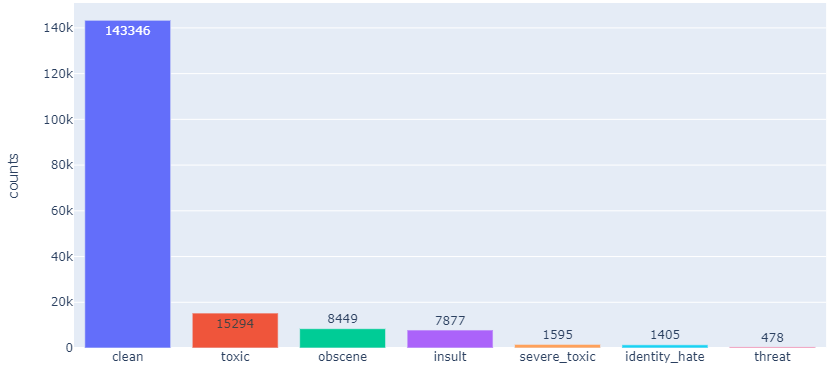 140k
120k
100k
80k
60k
40k
20k
0
counts
143346
15294
8449
7877
1595
1405
478
clean
toxic
obscene
insult
severe_toxic
identity_hate
threat